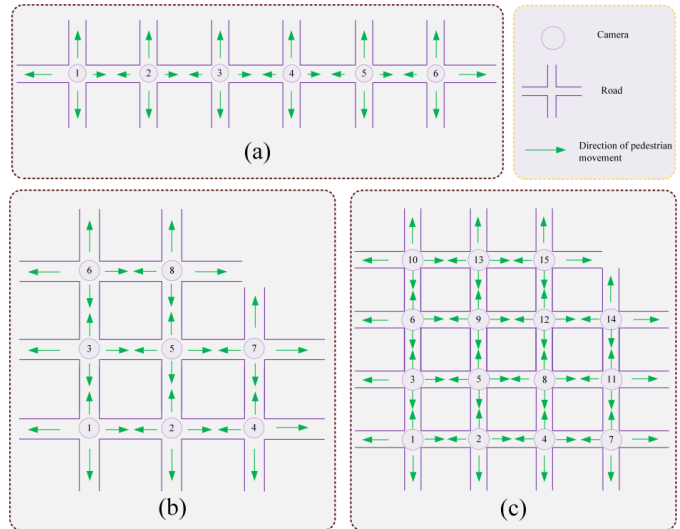 1 2 3 4 5 6
(a)
Camera
Road
Direction of pedestrian
movement
6 8
3 5 7
1 2 4
(b)
10 13 15
6 9 12 14
3 5 8 11
1 2 4 7
(c)